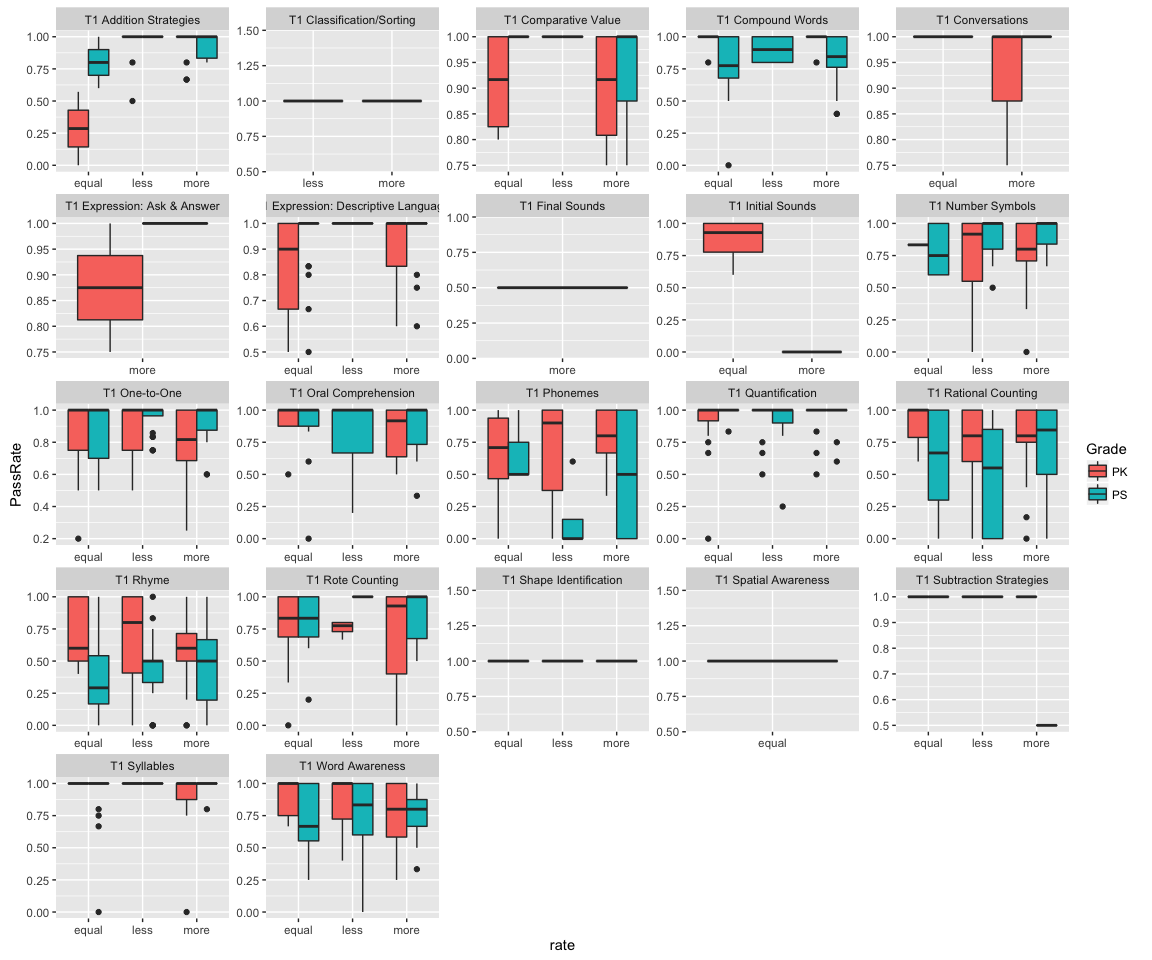 T1 Addition Strategies
T1 Classification/Sorting
T1 Comparative Value
T1 Compound Words
T1 Conversations
1.00
0.75
0.50
0.25
0.00
equal less more
1.50
1.25
1.00
0.75
0.50
less more
1.00
0.95
0.90
0.85
0.80
0.75
equal less more
1.00
0.75
0.50
0.25
0.00
equal less more
1.00
0.95
0.90
0.85
0.80
0.75
equal more
T1 Expression: Ask & Answer
Expression: Descriptive Languag
T1 Final Sounds
T1 Initial Sounds
T1 Number Symbols
1.00
0.95
0.90
0.85
0.80
0.75
more
1.0
0.9
0.8
0.7
0.6
0.5
equal less more
1.00
0.75
0.50
0.25
0.00
more
1.00
0.75
0.50
0.25
0.00
equal more
1.00
0.75
0.50
0.25
0.00
equal less more
T1 One-to-One
T1 Oral Comprehension
T1 Phonemes
T1 Quantification
T1 Rational Counting
1.0
0.8
0.6
0.4
0.2
equal less more
1.00
0.75
0.50
0.25
0.00
equal less more
1.00
0.75
0.50
0.25
0.00
equal less more
1.00
0.75
0.50
0.25
0.00
equal less more
1.00
0.75
0.50
0.25
0.00
equal less more
T1 Rhyme
T1 Rote Counting
T1 Shape Identification
T1 Spatial Awareness
T1 Subtraction Strategies
1.00
0.75
0.50
0.25
0.00
equal less more
1.00
0.75
0.50
0.25
0.00
equal less more
1.50
1.25
1.00
0.75
0.50
equal less more
1.50
1.25
1.00
0.75
0.50
equal
1.0
0.9
0.8
0.7
0.6
0.5
equal less more
T1 Syllables
T1 Word Awareness
1.00
0.75
0.50
0.25
0.00
equal less more
1.00
0.75
0.50
0.25
0.00
equal less more
PassRate
rate
Grade
PK
PS